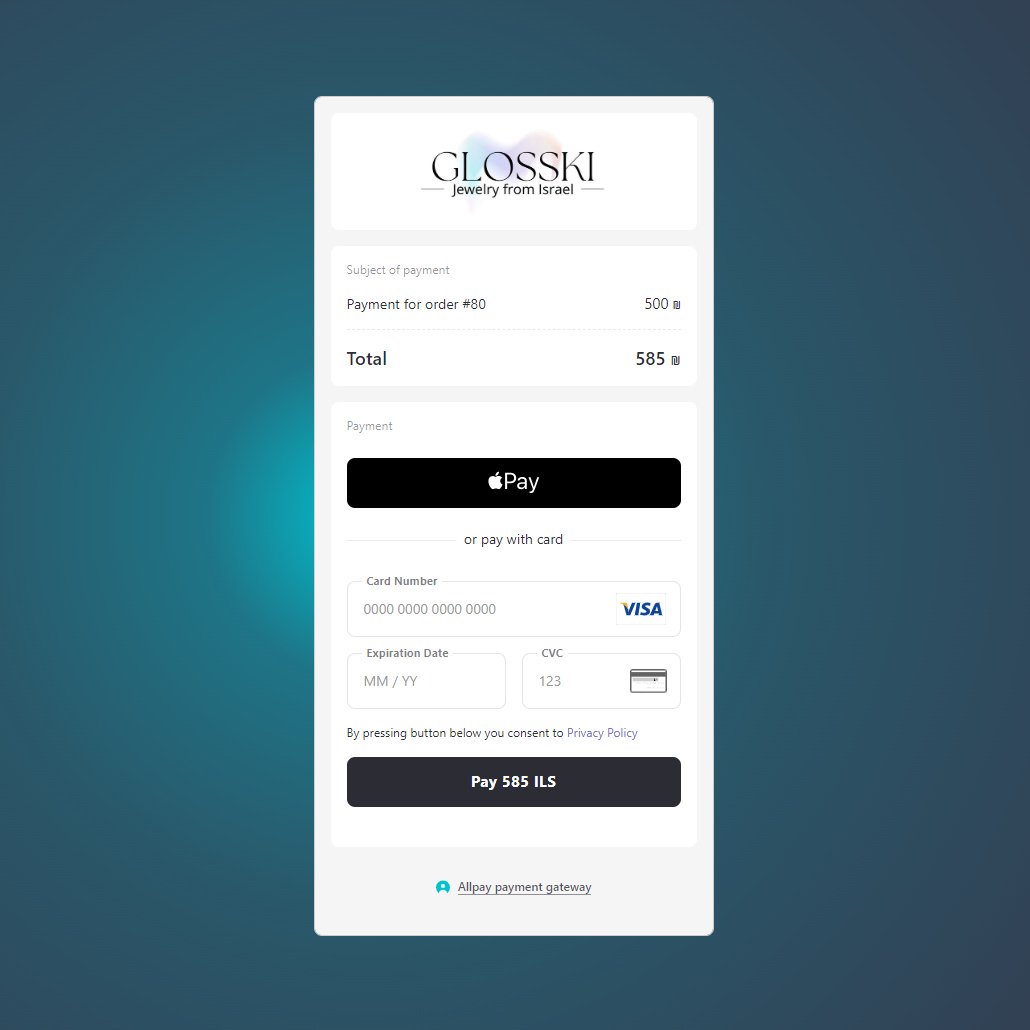 GLOSSKI
Jewelry from Israel
Subject of payment
Payment for order #80 500 ₪
Total 585 ₪
Payment
Pay
or pay with card
Card Number
0000 0000 0000 0000 VISA
Expiration Date CVC
MM / YY 123
By pressing button below you consent to Privacy Policy
Pay 585 ILS
Allpay payment gateway